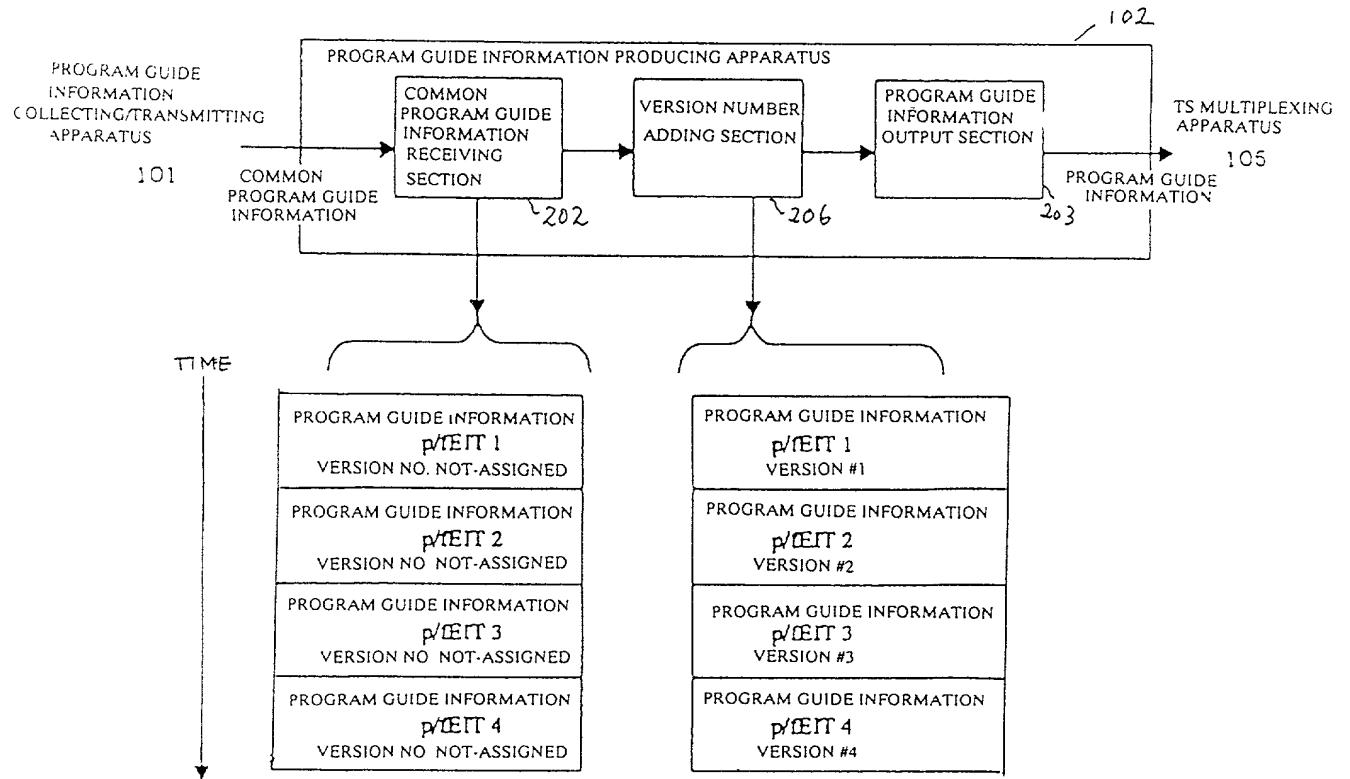 102
PROGRAM GUIDE INFORMATION PRODUCING APPARATUS
PROGRAM GUIDE
INFORMATION
COLLECTING/TRANSMITTING
APPARATUS
101
COMMON
PROGRAM GUIDE
INFORMATION
COMMON
PROGRAM GUIDE
INFORMATION
RECEIVING
SECTION
202
VERSION NUMBER
ADDING SECTION
206
PROGRAM GUIDE
INFORMATION
OUTPUT SECTION
203
TS MULTIPLEXING
APPARATUS
105
PROGRAM GUIDE
INFORMATION
TIME
PROGRAM GUIDE INFORMATION
p/fEIT 1
VERSION NO. NOT-ASSIGNED
PROGRAM GUIDE INFORMATION
p/fEIT 2
VERSION NO NOT-ASSIGNED
PROGRAM GUIDE INFORMATION
p/fEIT 3
VERSION NO NOT-ASSIGNED
PROGRAM GUIDE INFORMATION
p/fEIT 4
VERSION NO NOT-ASSIGNED
PROGRAM GUIDE INFORMATION
p/fEIT 1
VERSION #1
PROGRAM GUIDE INFORMATION
p/fEIT 2
VERSION #2
PROGRAM GUIDE INFORMATION
p/fEIT 3
VERSION #3
PROGRAM GUIDE INFORMATION
p/fEIT 4
VERSION #4